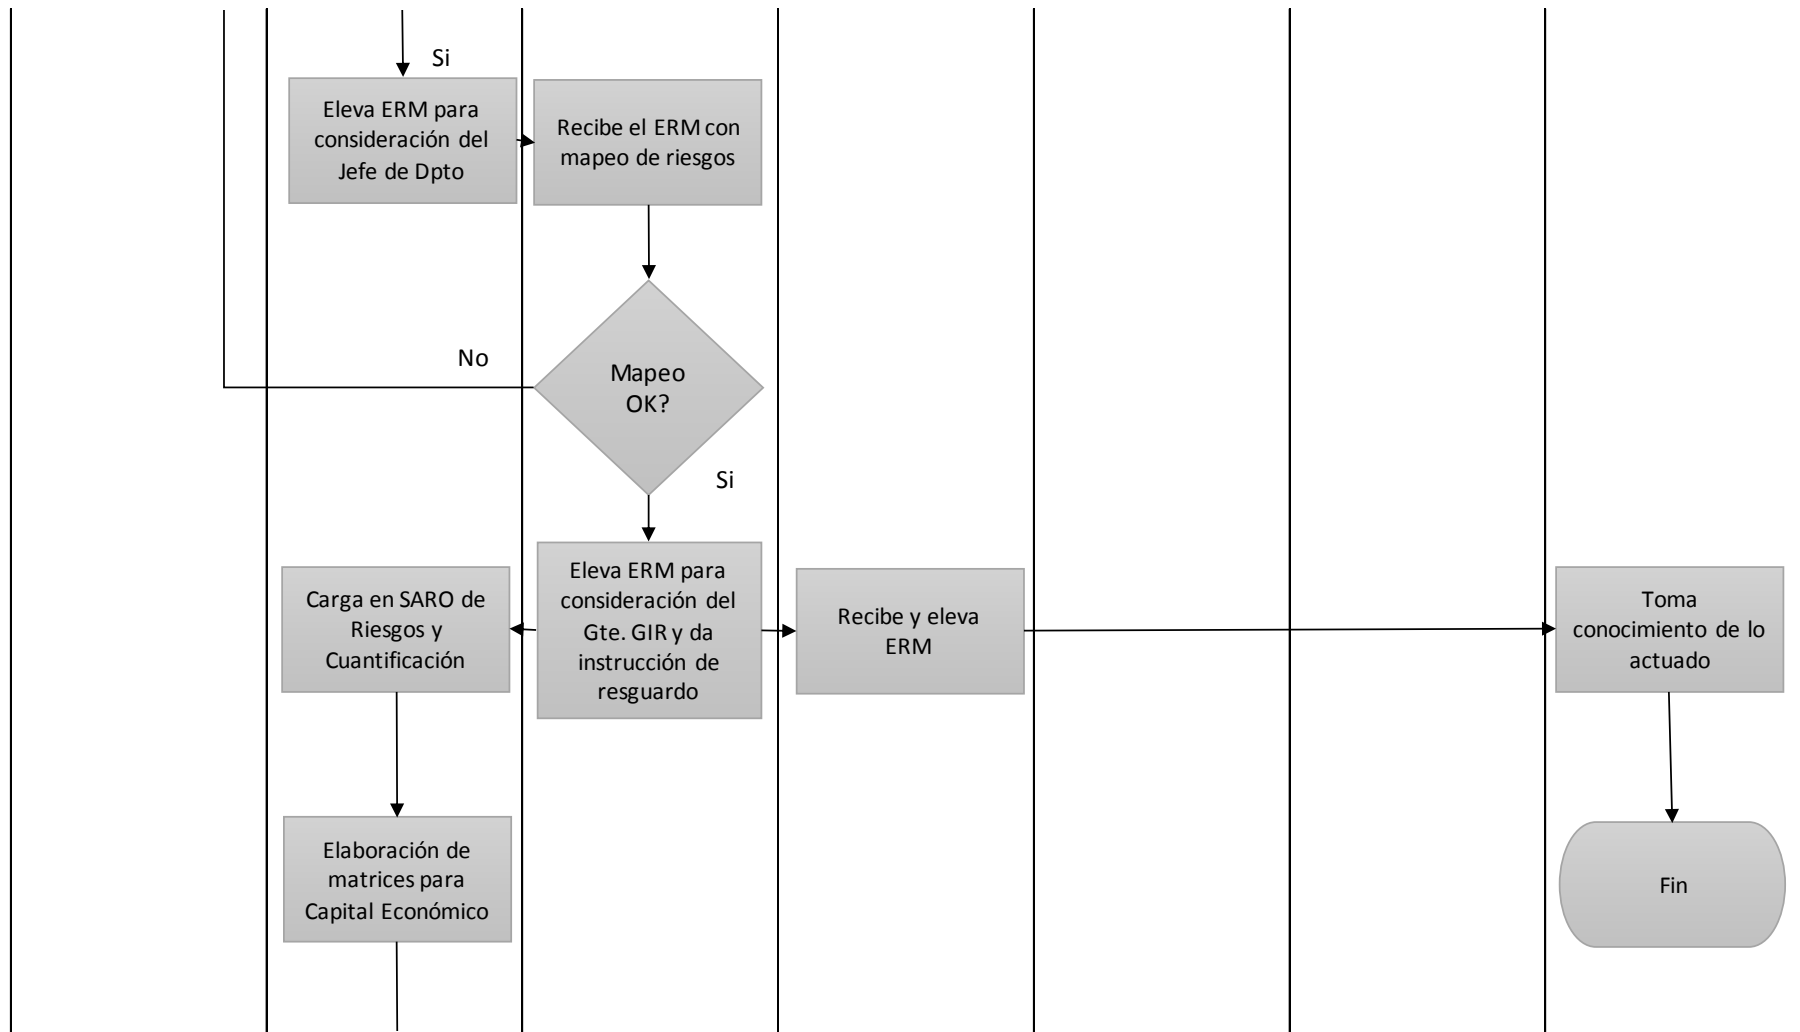 Si
Eleva ERM para
consideración del
Jefe de Dpto
Recibe el ERM con
mapeo de riesgos
No
Mapeo
OK?
Si
Carga en SARO de
Riesgos y
Cuantificación
Eleva ERM para
consideración del
Gte. GIR y da
instrucción de
resguardo
Recibe y eleva
ERM
Toma
conocimiento de lo
actuado
Elaboración de
matrices para
Capital Económico
Fin